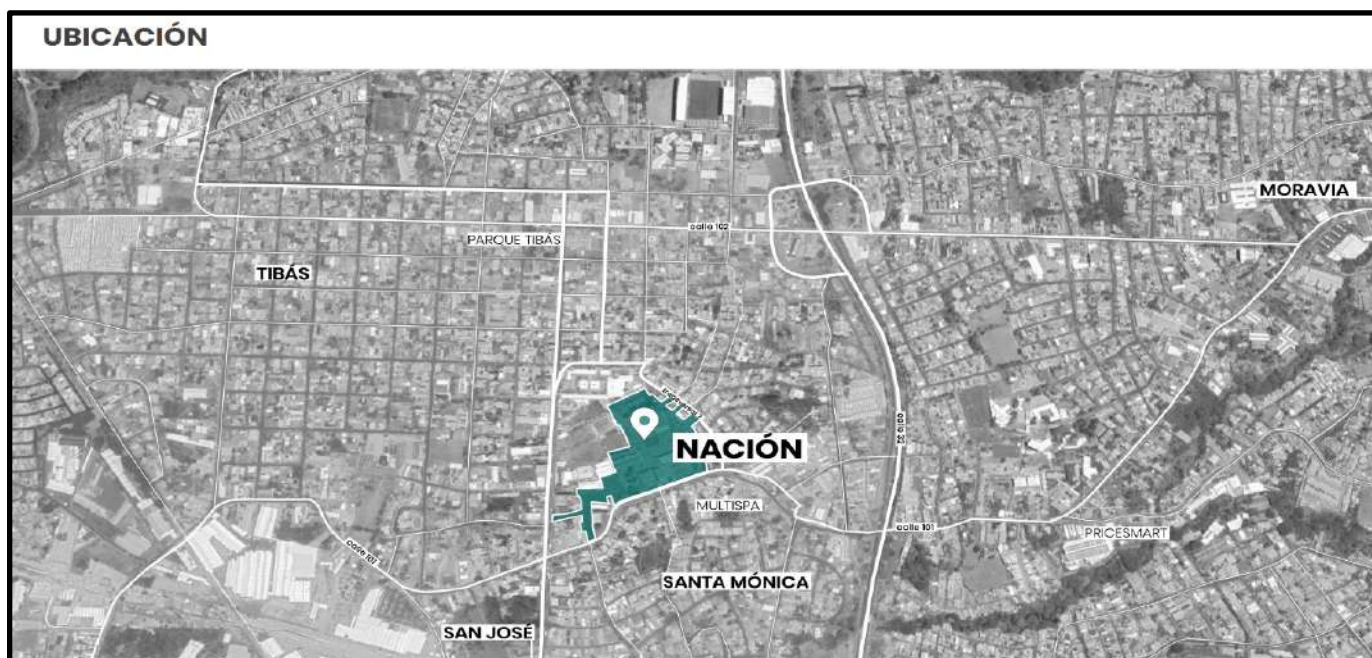 UBICACIÓN
MORAVIA
calle 102
PARQUE TIBÁS
TIBÁS
NACIÓN
calle 32
MULTISPA
calle 101
PRICESMART
calle 101
SANTA MÓNICA
SAN JOSÉ